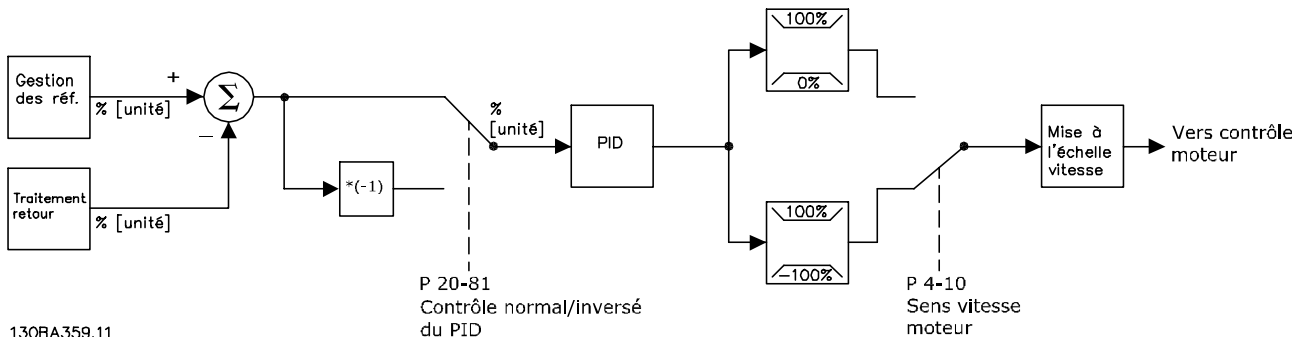 Gestion
des réf.
% [unité]
+
−
Σ
Traitement
retour
% [unité]
*(-1)
%
[unité]
PID
100%
0%
100%
-100%
Mise à
l'échelle
vitesse
Vers contrôle
moteur
P 20-81
Contrôle normal/inversé
du PID
P 4-10
Sens vitesse
moteur
130BA359.11